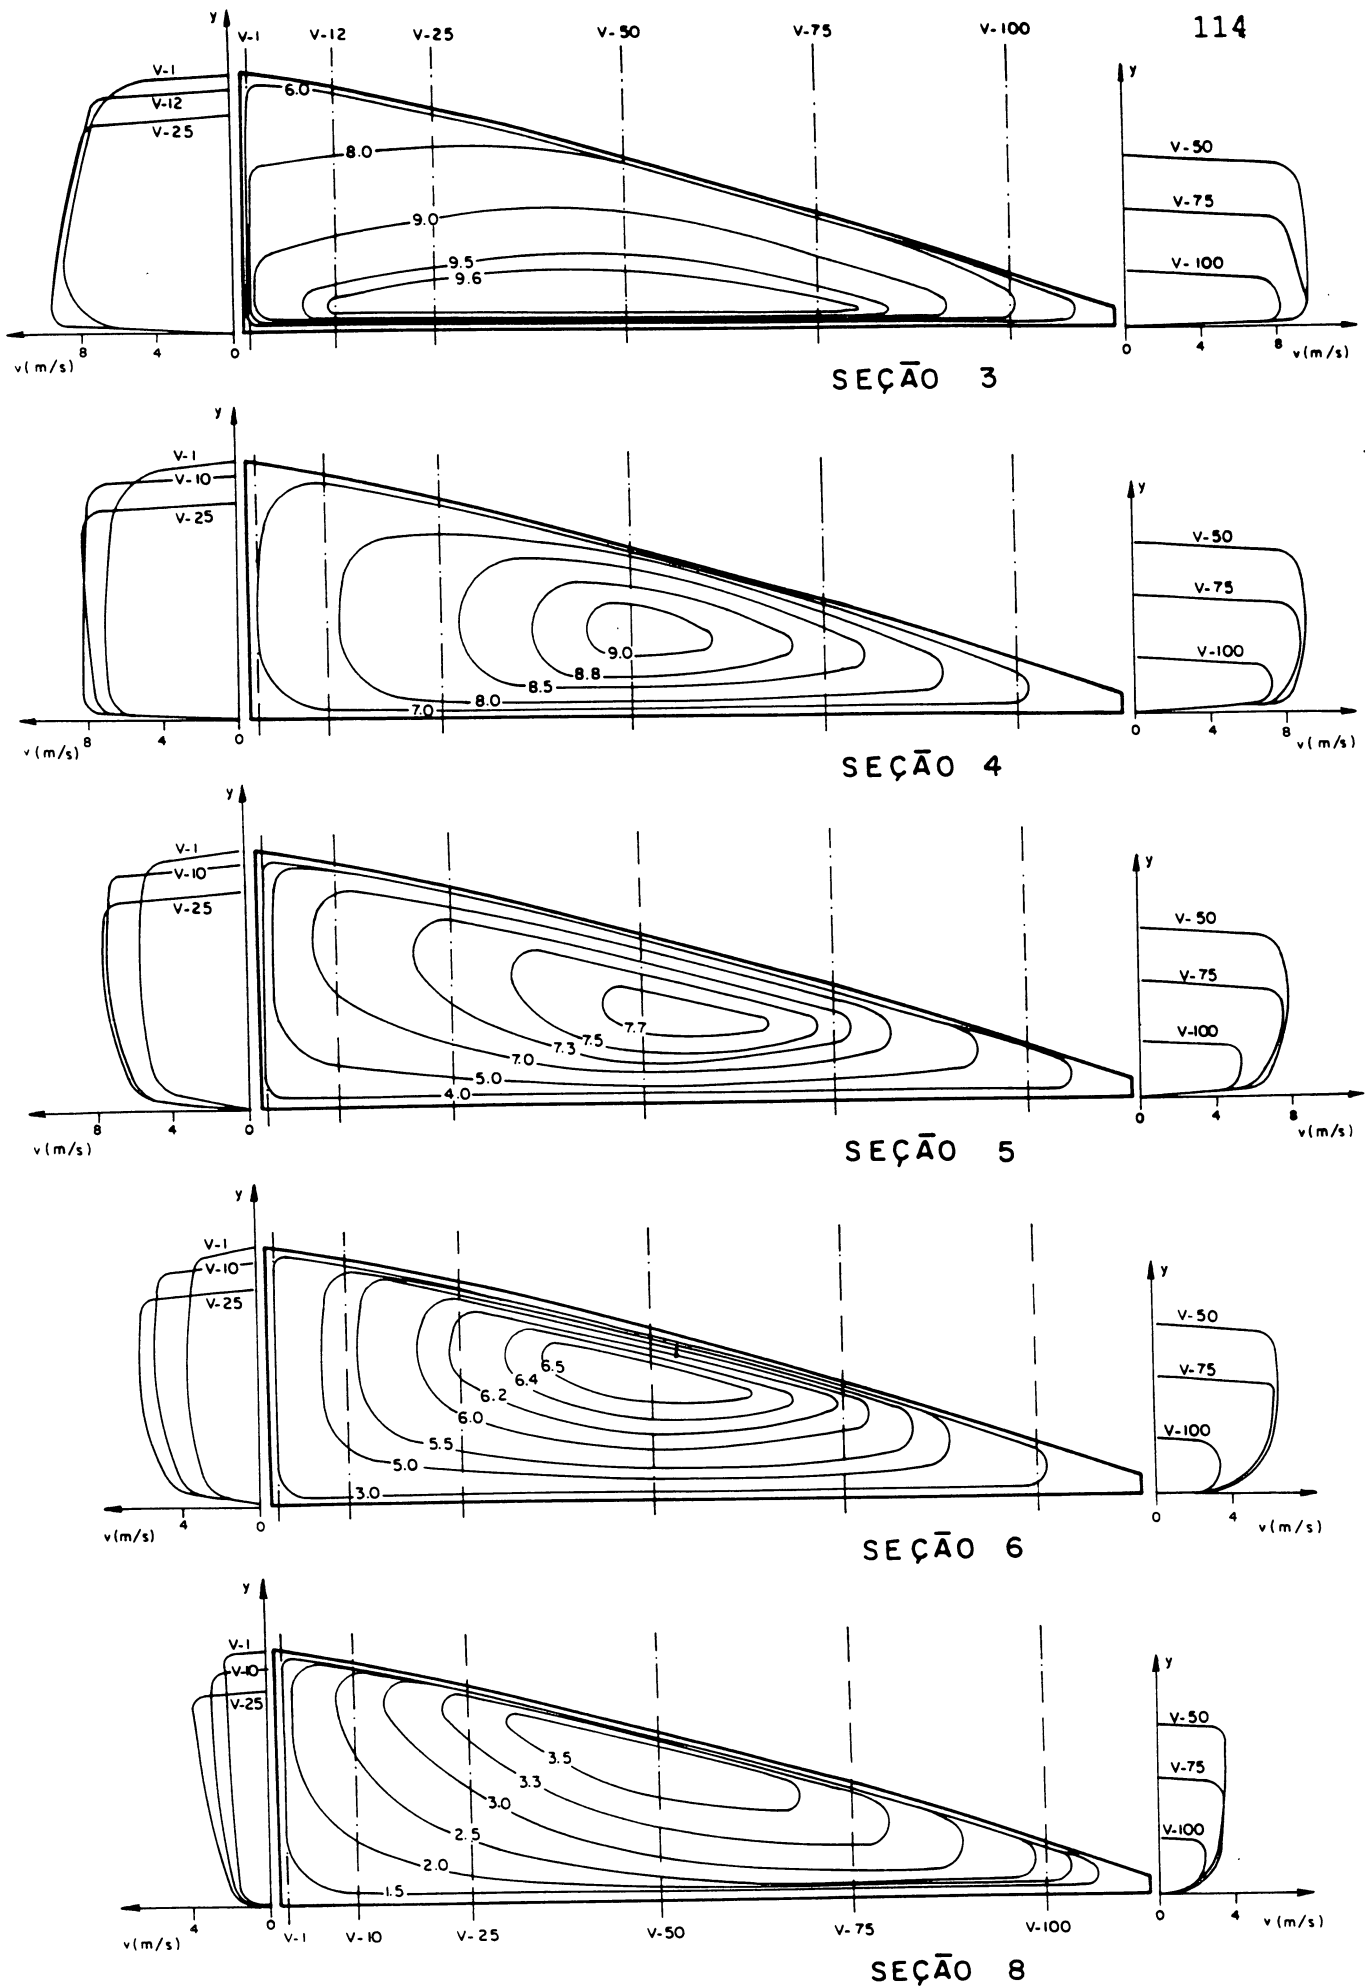 114
y V-1 V-12 V-25 V-50 V-75 V-100
V-1
V-12
V-25
6.0
8.0
9.0
9.5
9.6
y
V-50
V-75
V-100
8 4 0
v(m/s)
0 4 8
v(m/s)
SEÇÃO 3
y
V-1
V-10
V-25
9.0
8.8
8.5
8.0
7.0
y
V-50
V-75
V-100
8 4 0
v(m/s)
0 4 8
v(m/s)
SEÇÃO 4
y
V-1
V-10
V-25
7.7
7.5
7.3
7.0
5.0
4.0
y
V-50
V-75
V-100
8 4 0
v(m/s)
0 4 8
v(m/s)
SEÇÃO 5
y
V-1
V-10
V-25
6.5
6.4
6.2
6.0
5.5
5.0
3.0
y
V-50
V-75
V-100
4 0
v(m/s)
0 4
v(m/s)
SEÇÃO 6
y
V-1
V-10
V-25
3.5
3.3
3.0
2.5
2.0
1.5
y
V-50
V-75
V-100
4 0
v(m/s)
V-1 V-10 V-25 V-50 V-75 V-100
0 4
v(m/s)
SEÇÃO 8